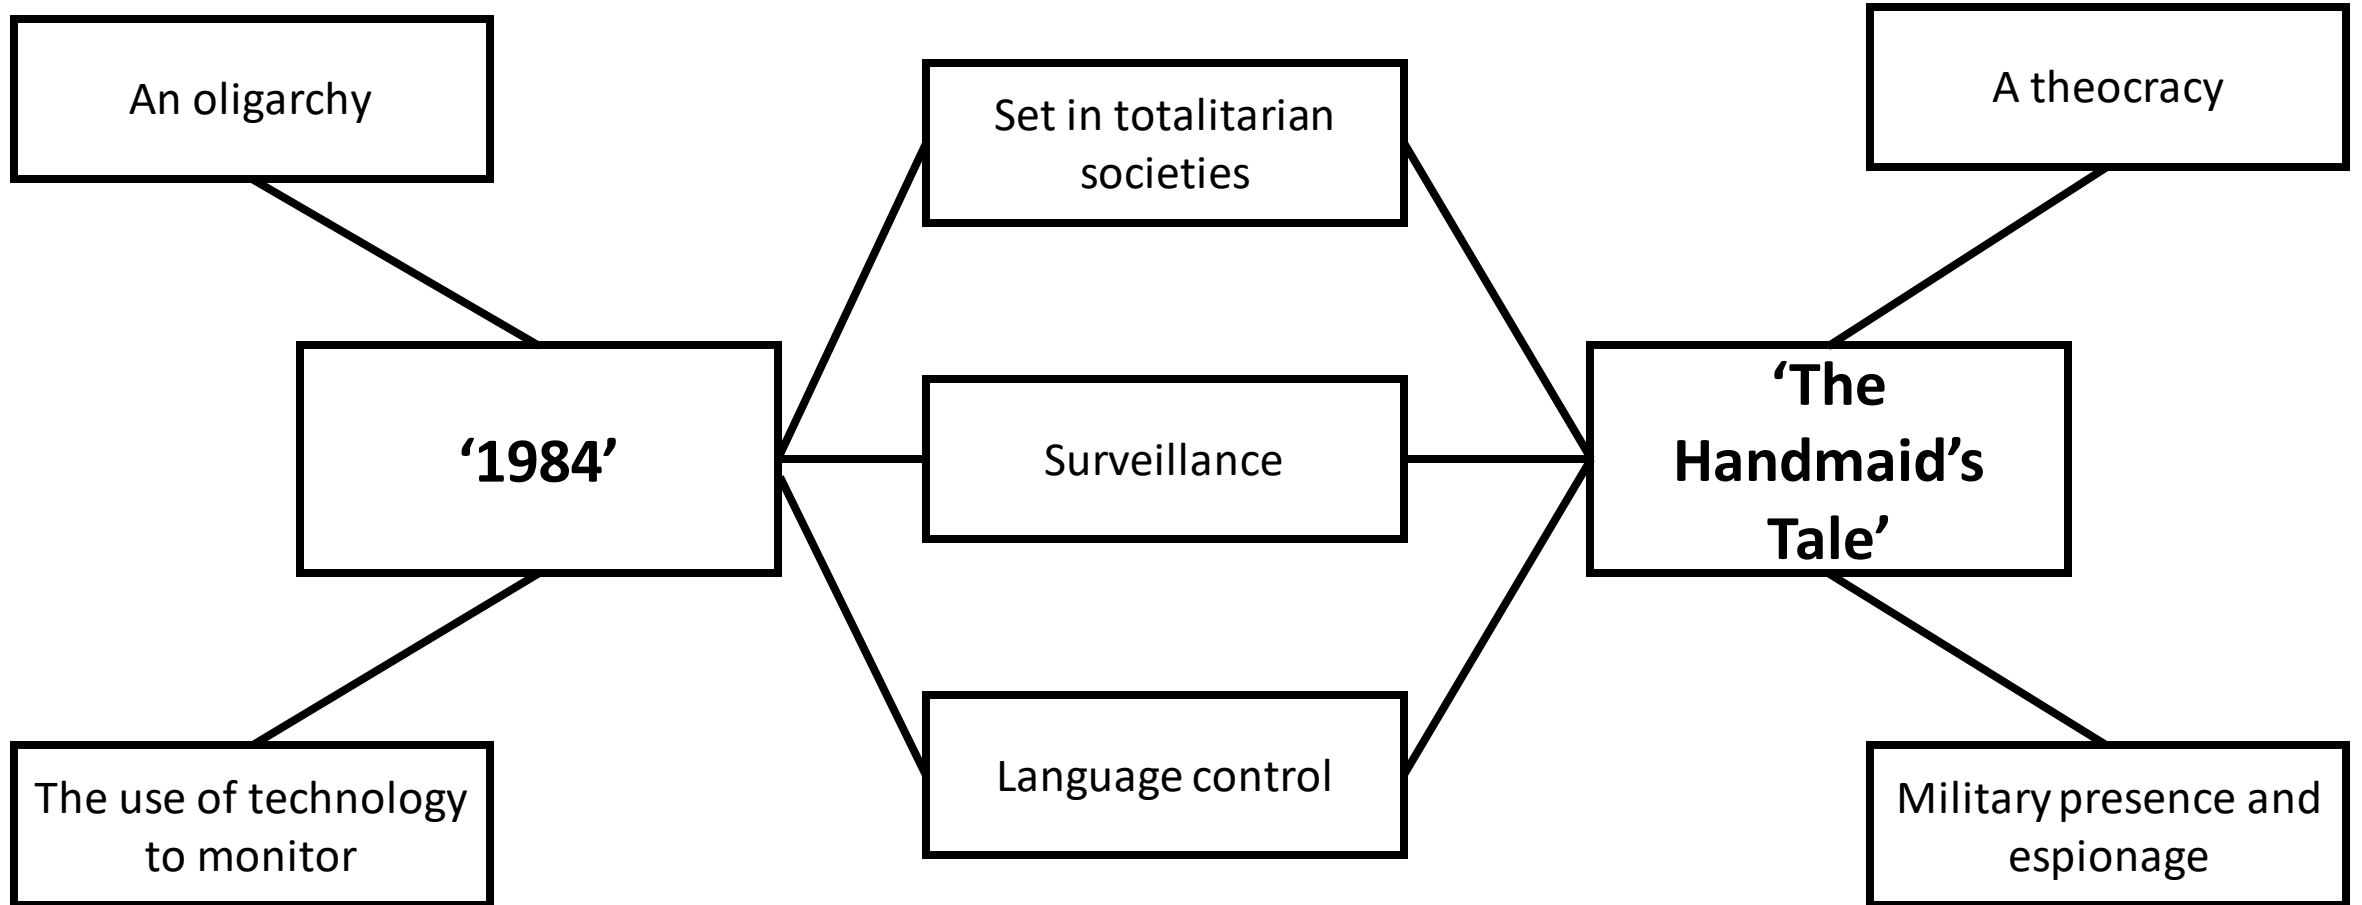 An oligarchy
Set in totalitarian
societies
A theocracy
‘1984’
Surveillance
‘The
Handmaid’s
Tale’
The use of technology
to monitor
Language control
Military presence and
espionage